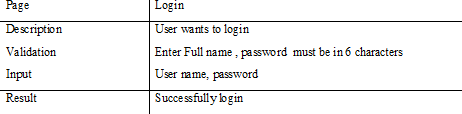 Page Login
Description User wants to login
Validation Enter Full name , password must be in 6 characters
Input User name, password
Result Successfully login